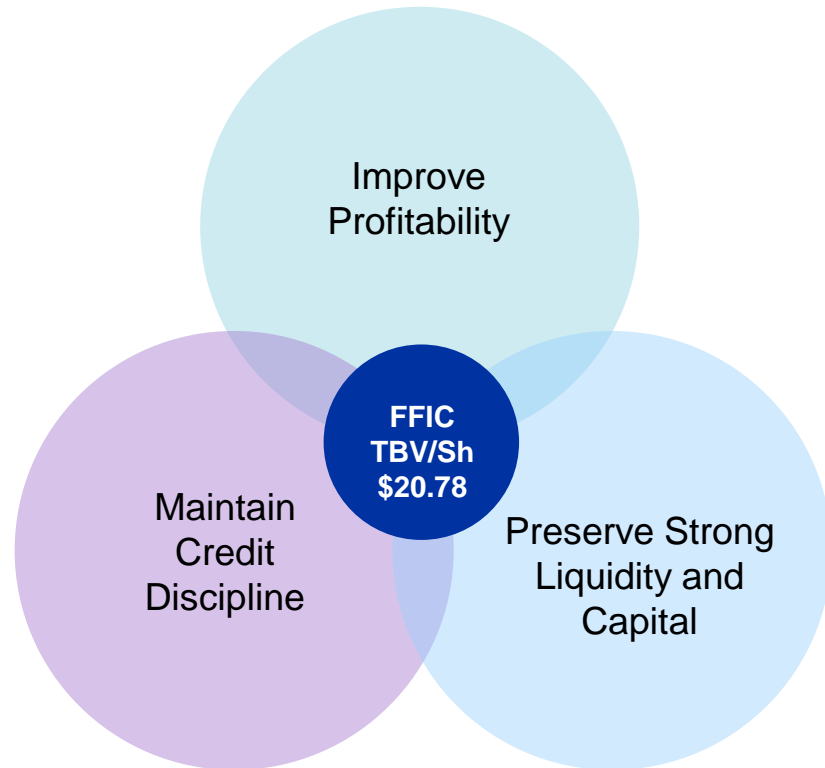 Improve
Profitability
FFIC
TBV/Sh
$20.78
Maintain
Credit
Discipline
Preserve Strong
Liquidity and
Capital